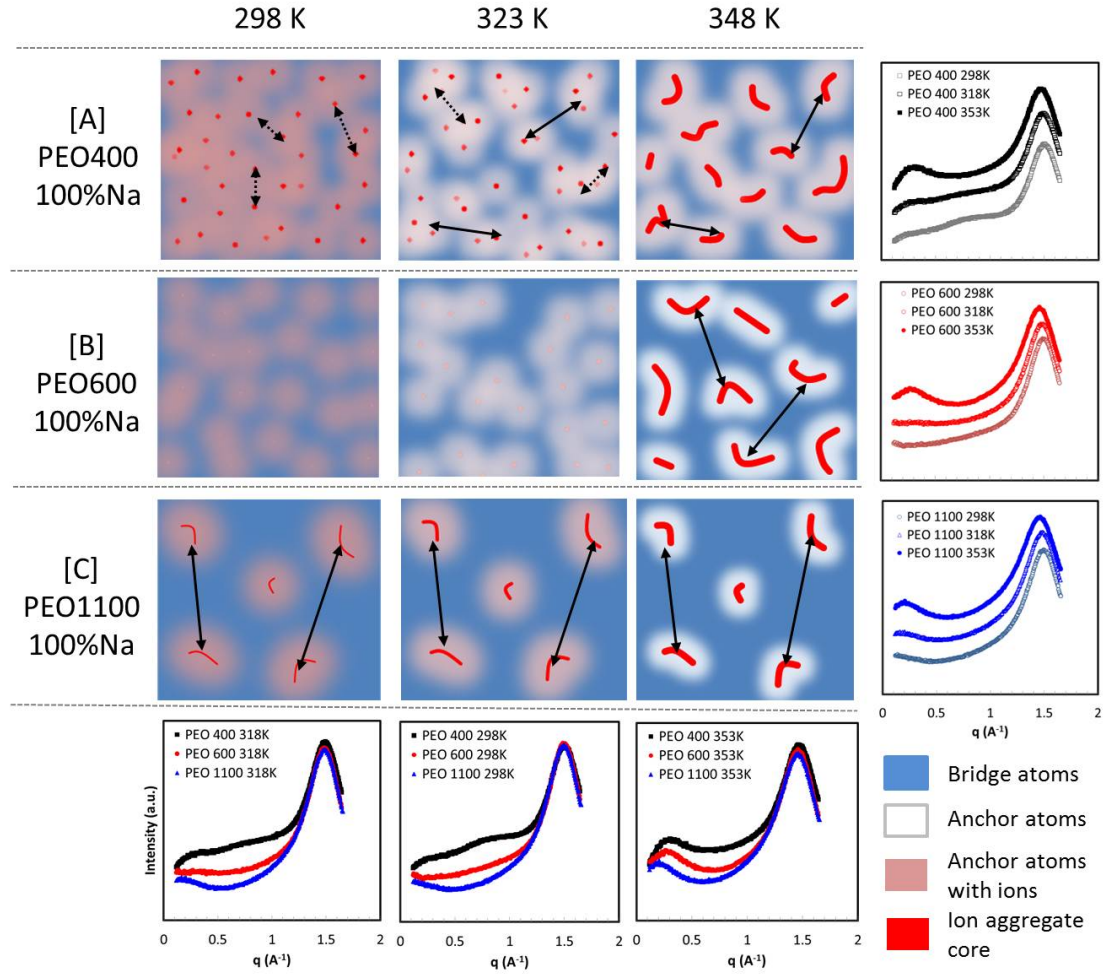 298 K
323 K
348 K
[A]
PEO400
100%Na
PEO 400 298K
PEO 400 318K
PEO 400 353K
[B]
PEO600
100%Na
PEO 600 298K
PEO 600 318K
PEO 600 353K
[C]
PEO1100
100%Na
PEO 1100 298K
PEO 1100 318K
PEO 1100 353K
0 0.5 1 1.5 2
q (A⁻¹)
Intensity (a.u.)
PEO 400 318K
PEO 600 318K
PEO 1100 318K
0 0.5 1 1.5 2
q (A⁻¹)
PEO 400 298K
PEO 600 298K
PEO 1100 298K
0 0.5 1 1.5 2
q (A⁻¹)
PEO 400 353K
PEO 600 353K
PEO 1100 353K
0 0.5 1 1.5 2
q (A⁻¹)
Bridge atoms
Anchor atoms
Anchor atoms
with ions
Ion aggregate
core